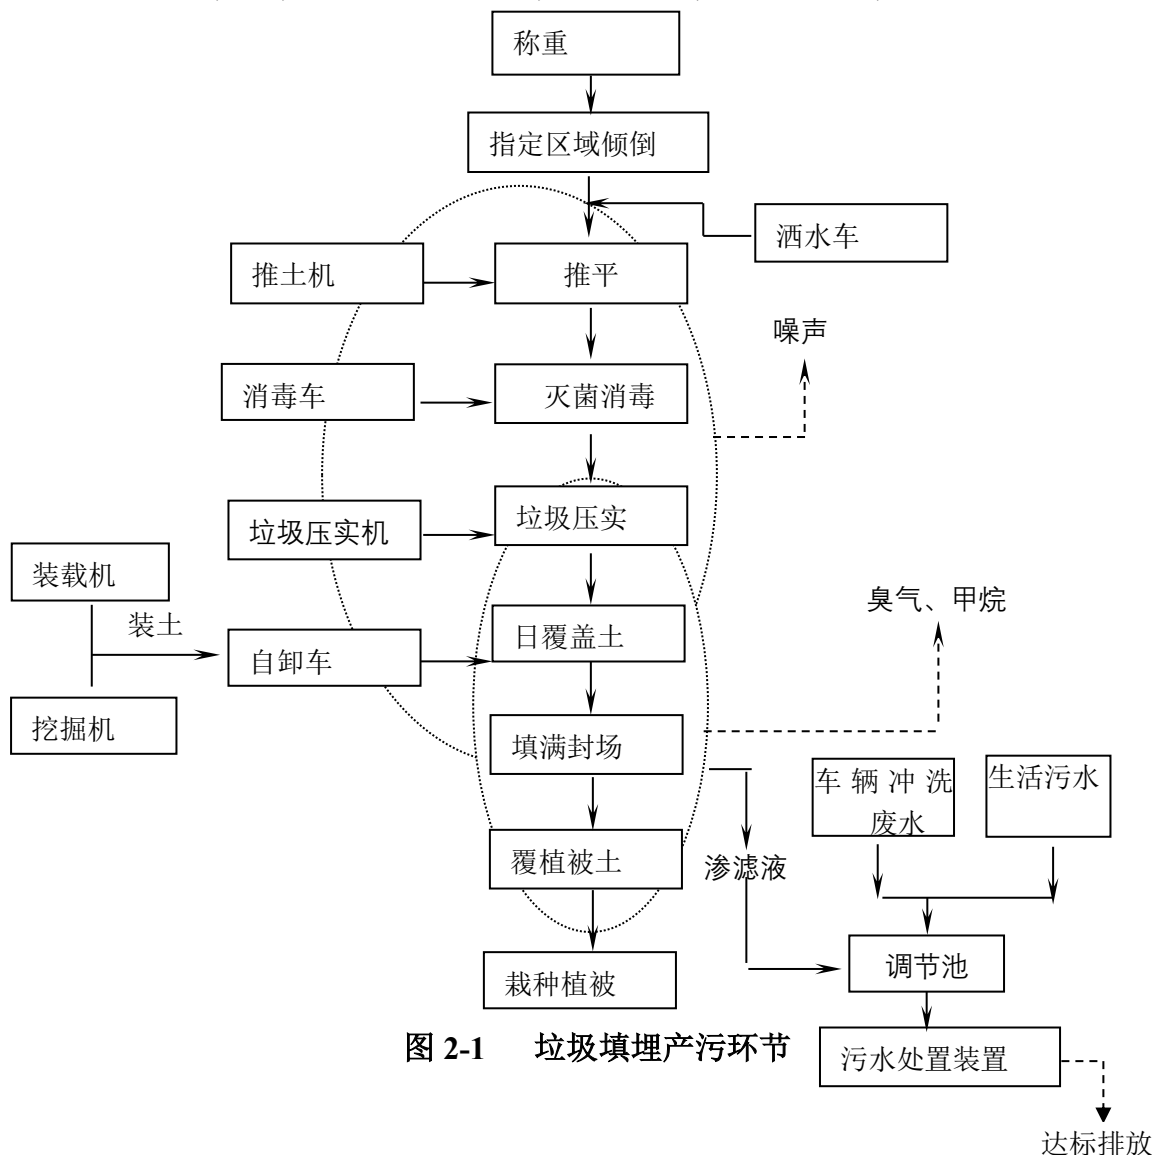 称重
指定区域倾倒
洒水车
推土机
推平
噪声
消毒车
灭菌消毒
垃圾压实机
垃圾压实
装载机
臭气、甲烷
装土
日覆盖土
自卸车
挖掘机
填满封场
车辆冲洗
废水
生活污水
覆植被土
渗滤液
调节池
栽种植被
图 2-1 垃圾填埋产污环节
污水处置装置
达标排放